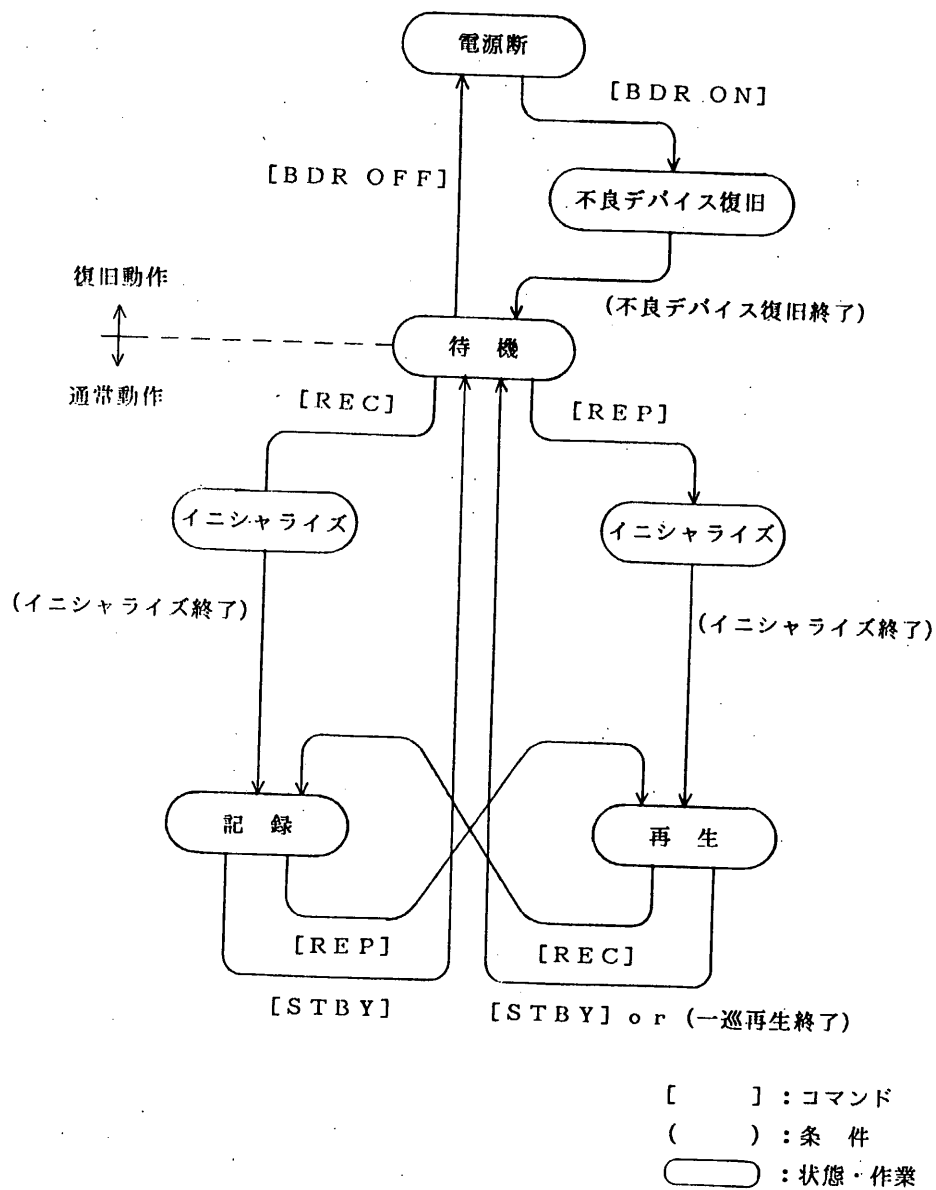 電源断
[BDR ON]
[BDR OFF]
不良デバイス復旧
復旧動作
(不良デバイス復旧終了)
待 機
通常動作
[REC]
[REP]
イニシャライズ
イニシャライズ
(イニシャライズ終了)
(イニシャライズ終了)
記 録
再 生
[REP]
[REC]
[STBY]
[STBY] or (一巡再生終了)
[ ] :コマンド
( ) :条 件
:状態・作業